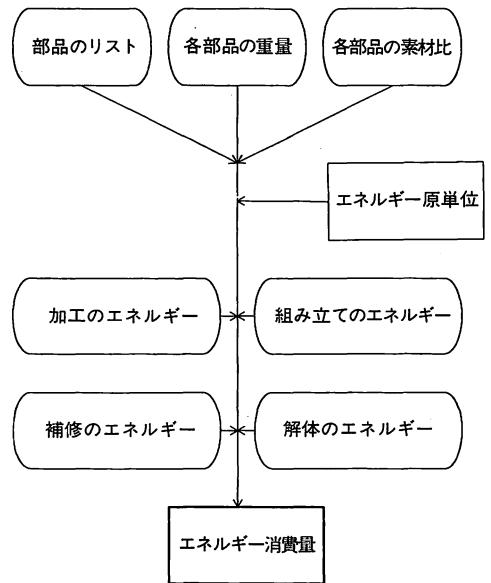 部品のリスト
各部品の重量
各部品の素材比
エネルギー原単位
加工のエネルギー
組み立てのエネルギー
補修のエネルギー
解体のエネルギー
エネルギー消費量